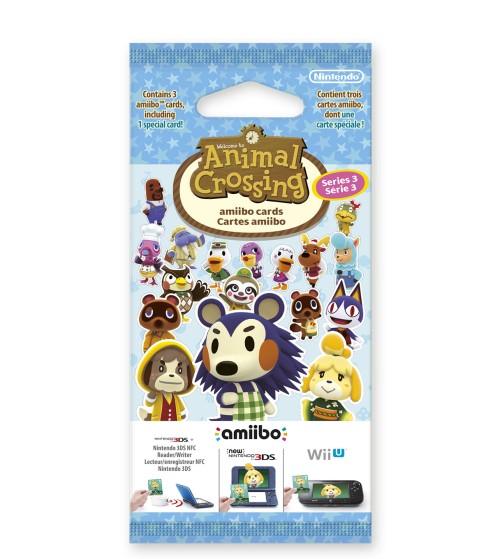 Nintendo
Contains 3
amiibo™ cards,
including
1 special card!
Contient trois
cartes amiibo,
dont une
carte spéciale !
Welcome to
Animal
Crossing
Series 3
Série 3
amiibo cards
Cartes amiibo
amiibo
NINTENDO 3DS
Nintendo 3DS NFC
Reader/Writer
Lecteur/enregistreur NFC
Nintendo 3DS
new
NINTENDO 3DS
Wii U